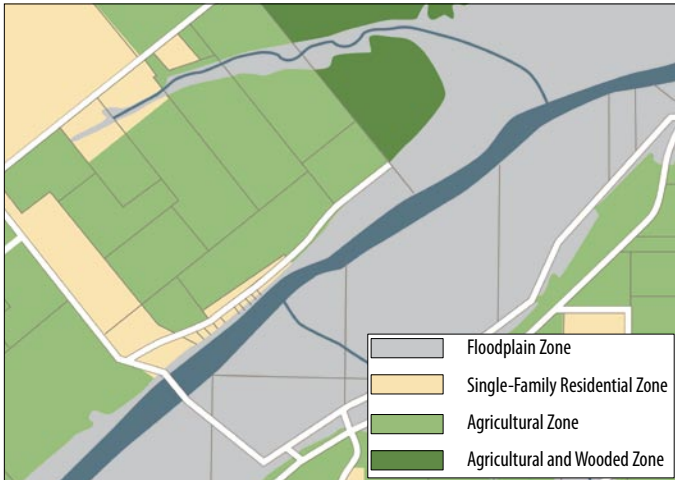 Floodplain Zone
Single-Family Residential Zone
Agricultural Zone
Agricultural and Wooded Zone